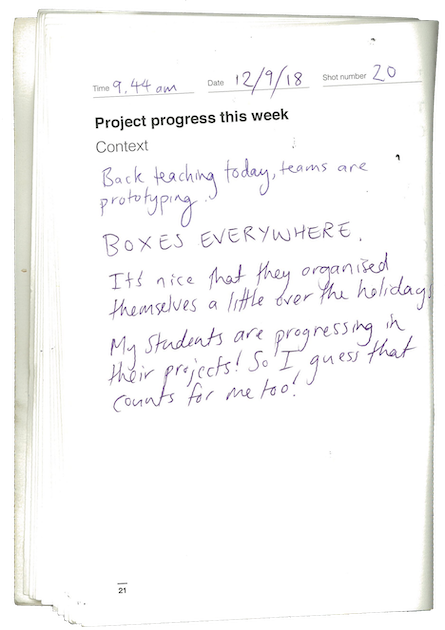 Time 9.44 am Date 12/9/18 Shot number 20
Project progress this week
Context
Back teaching today, teams are
prototyping.
BOXES EVERYWHERE.
It's nice that they organised
themselves a little over the holidays
My students are progressing in
their projects! So I guess that
counts for me too!
21